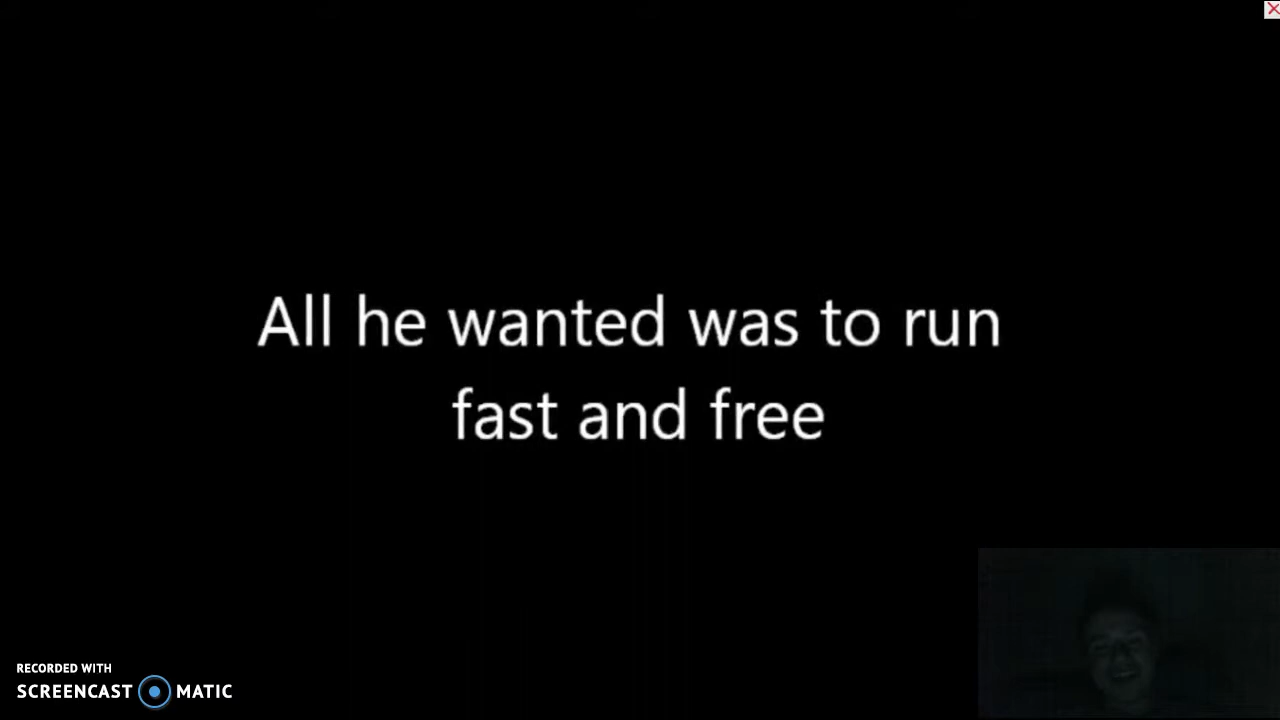 All he wanted was to run
fast and free
RECORDED WITH
SCREENCAST MATIC